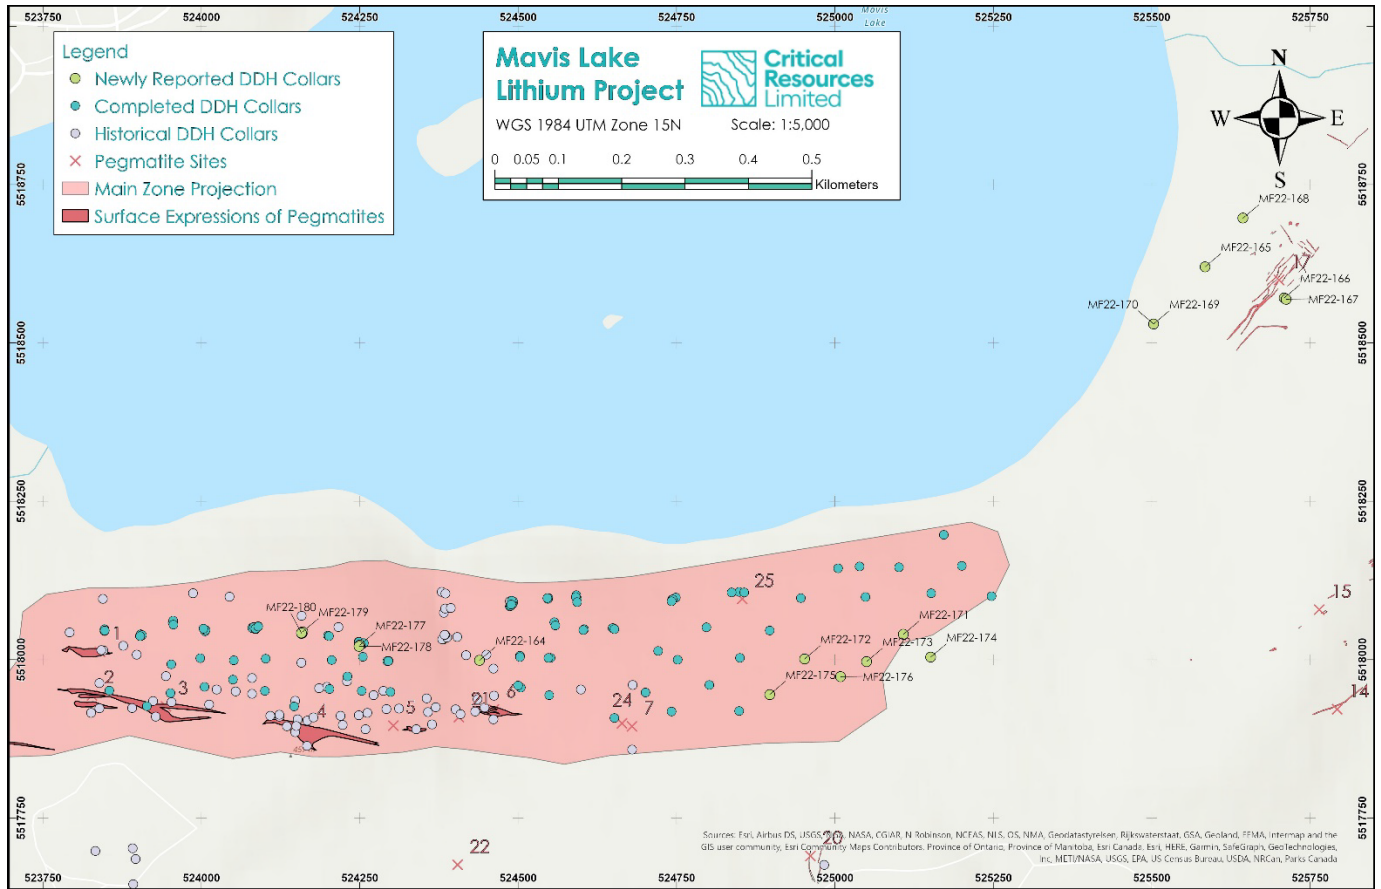 523750 524000 524250 524500 524750 525000 525250 525500 525750
Mavis
Lake
Legend
Newly Reported DDH Collars
Completed DDH Collars
Historical DDH Collars
Pegmatite Sites
Main Zone Projection
Surface Expressions of Pegmatites
Mavis Lake
Lithium Project
Critical
Resources
Limited
WGS 1984 UTM Zone 15N
Scale: 1:5,000
0 0.05 0.1 0.2 0.3 0.4 0.5
Kilometers
N
W E
S
5518750 5518750
MF22-168
MF22-165
17
MF22-166
MF22-167
MF22-170 MF22-169
5518500 5518500
5518250 5518250
25
15
MF22-180 MF22-179
MF22-177
MF22-178
MF22-164
MF22-171
MF22-172
MF22-173
MF22-174
MF22-175
MF22-176
1
5518000 5518000
2
3
4
5
21
6
24
7
14
5517750 5517750
22
20
Sources: Esri, Airbus DS, USGS, NGA, NASA, CGIAR, N Robinson, NCEAS, NLS, OS, NMA, Geodatastyrelsen, Rijkswaterstaat, GSA, Geoland, FEMA, Intermap and the
GIS user community, Esri Community Maps Contributors, Province of Ontario, Province of Manitoba, Esri Canada, Esri, HERE, Garmin, SafeGraph, GeoTechnologies,
Inc, METI/NASA, USGS, EPA, US Census Bureau, USDA, NRCan, Parks Canada
523750 524000 524250 524500 524750 525000 525250 525500 525750